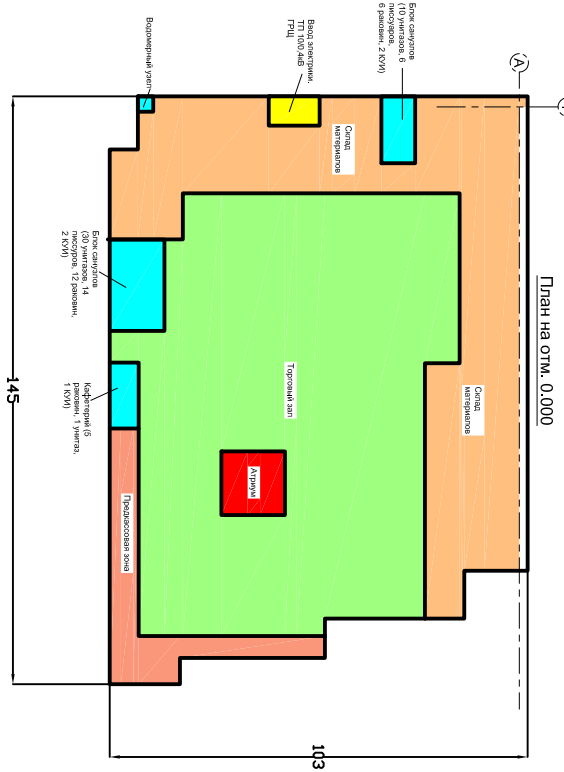 План на отм. 0.000
А
Блок санузлов
(10 унитазов, 6
писсуаров,
6 раковин, 2 КУИ)
Ввод электрики.
ТП 10/0,4кВ
ГРЩ
Водомерный узел
Склад
материалов
Склад
материалов
Торговый зал
Атриум
Блок санузлов
(30 унитазов, 14
писсуров, 12 раковин,
2 КУИ)
Кафетерий (5
раковин, 1 унитаз,
1 КУИ)
Предкассовая зона
103
145